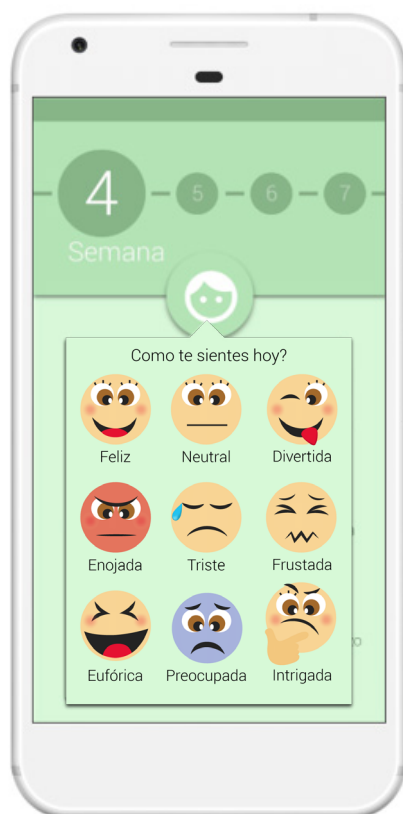 4 5 6 7
Semana
Como te sientes hoy?
Feliz Neutral Divertida
Enojada Triste Frustada
Eufórica Preocupada Intrigada